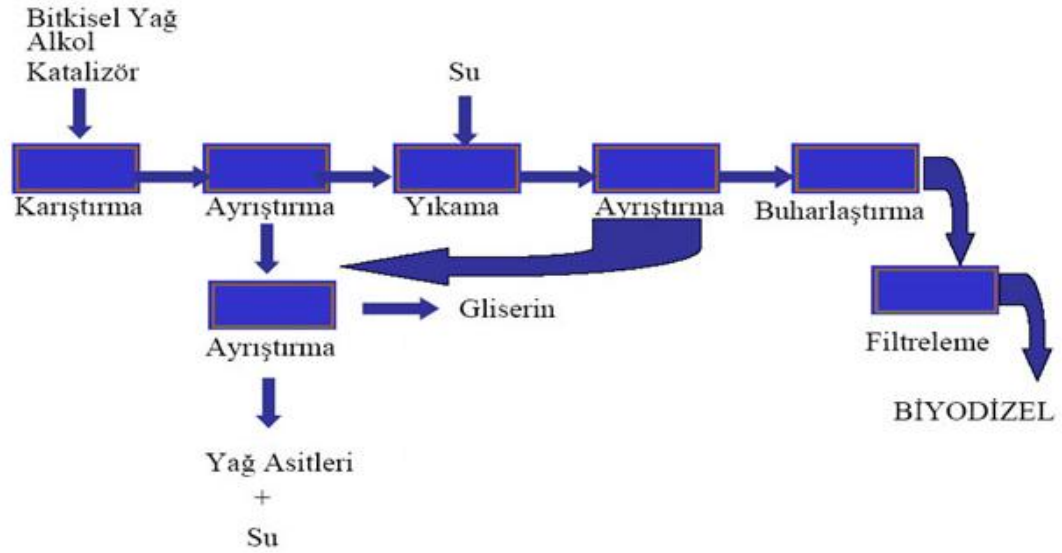 Bitkisel Yağ
Alkol
Katalizör
Su
Karıştırma
Ayrıştırma
Yıkama
Ayrıştırma
Buharlaştırma
Gliserin
Ayrıştırma
Filtreleme
BİYODİZEL
Yağ Asitleri
+
Su